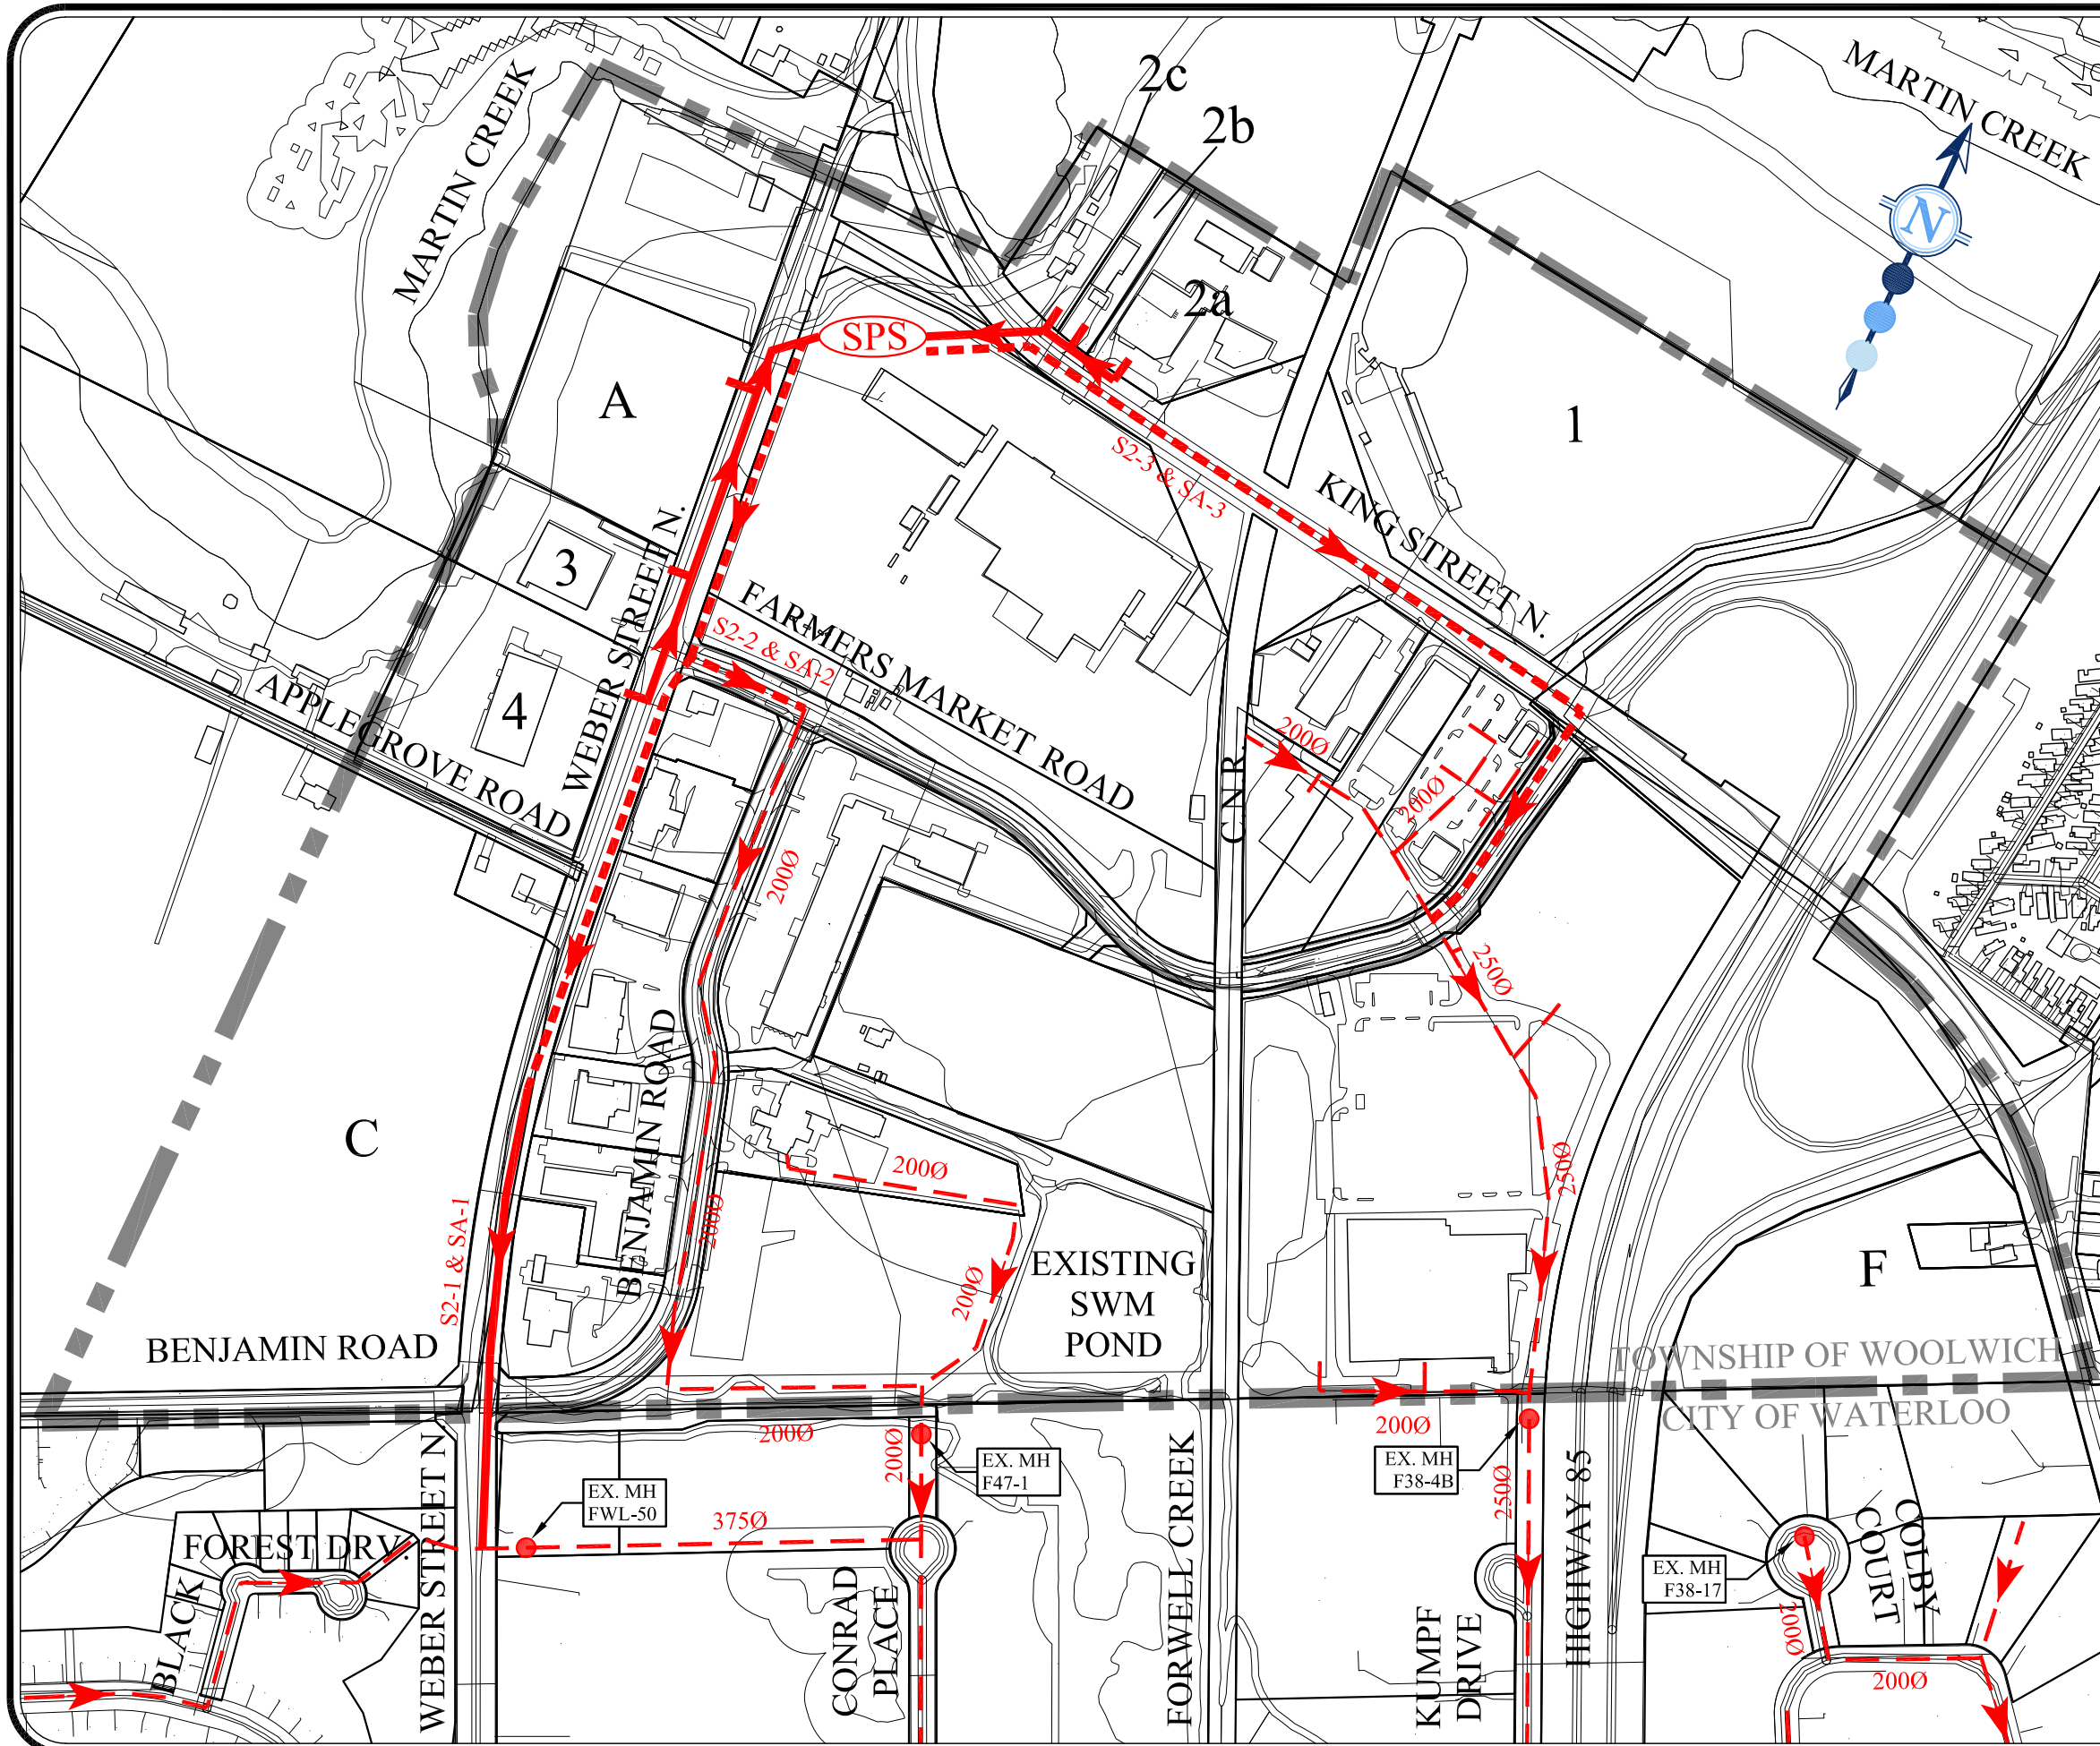 2c
MARTIN CREEK
2b
MARTIN CREEK
N
2a
SPS
A
1
S2-3 & SA-3
KING STREET N.
3
WEBER STREET N.
FARMERS MARKET ROAD
S2-2 & SA-2
4
APPLEGROVE ROAD
200Ø
C.N.R.
200Ø
200Ø
250Ø
C
BENJAMIN ROAD
200Ø
250Ø
S2-1 & SA-1
200Ø
EXISTING
SWM
POND
200Ø
F
BENJAMIN ROAD
TOWNSHIP OF WOOLWICH
CITY OF WATERLOO
200Ø
200Ø
200Ø
EX. MH
F47-1
EX. MH
F38-4B
250Ø
EX. MH
FWL-50
375Ø
WEBER STREET N.
FOREST DRV.
BLACK
CONRAD
PLACE
FORWELL CREEK
KUMPF
DRIVE
HIGHWAY 85
EX. MH
F38-17
COLBY
COURT
200Ø
200Ø